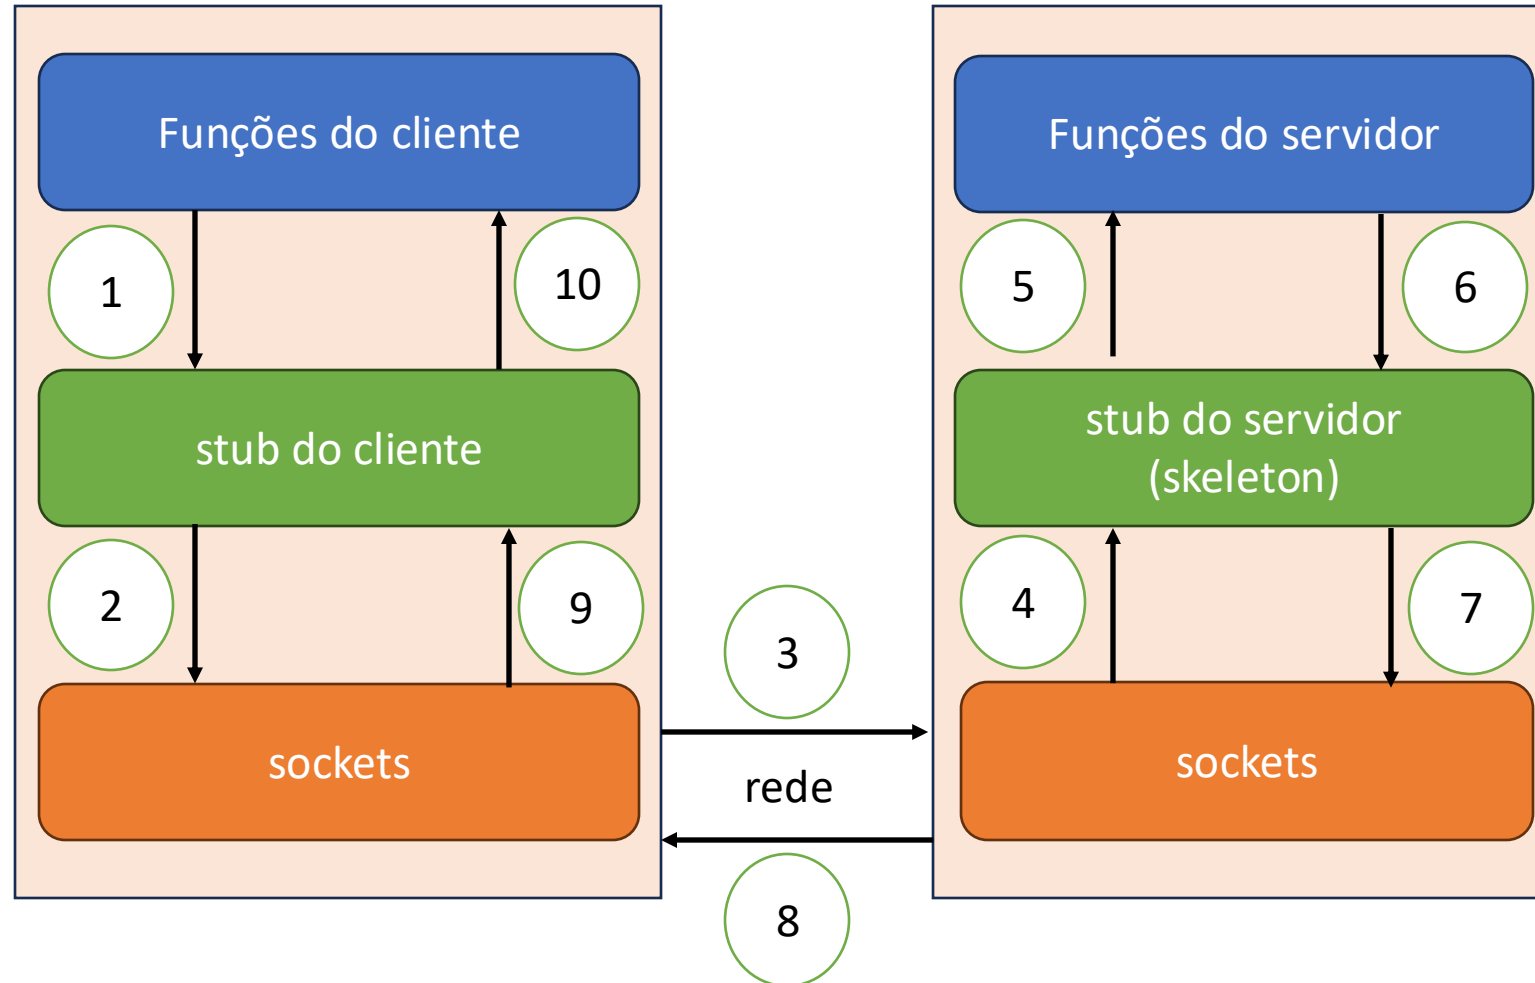 Funções do cliente
Funções do servidor
1
10
5
6
stub do cliente
stub do servidor
(skeleton)
2
9
3
4
7
sockets
rede
sockets
8